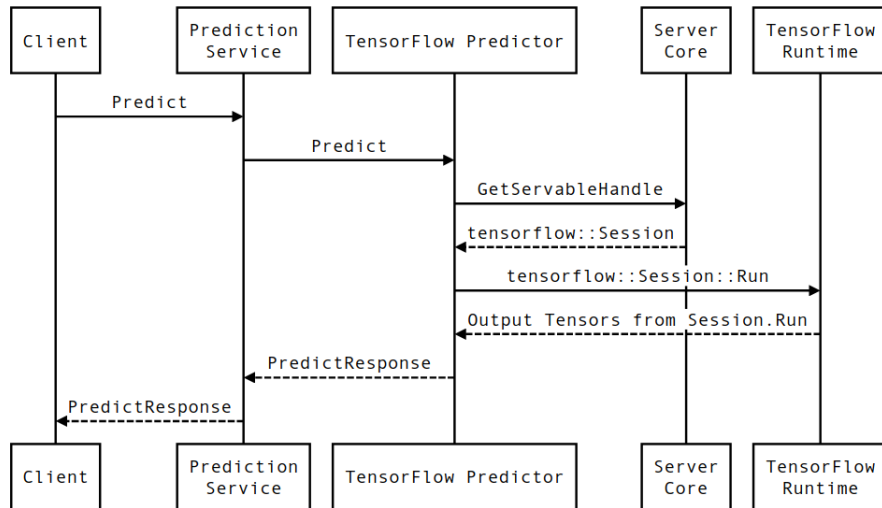 Client
Prediction
Service
TensorFlow Predictor
Server
Core
TensorFlow
Runtime
Predict
Predict
GetServableHandle
tensorflow::Session
tensorflow::Session::Run
Output Tensors from Session.Run
PredictResponse
PredictResponse
Client
Prediction
Service
TensorFlow Predictor
Server
Core
TensorFlow
Runtime